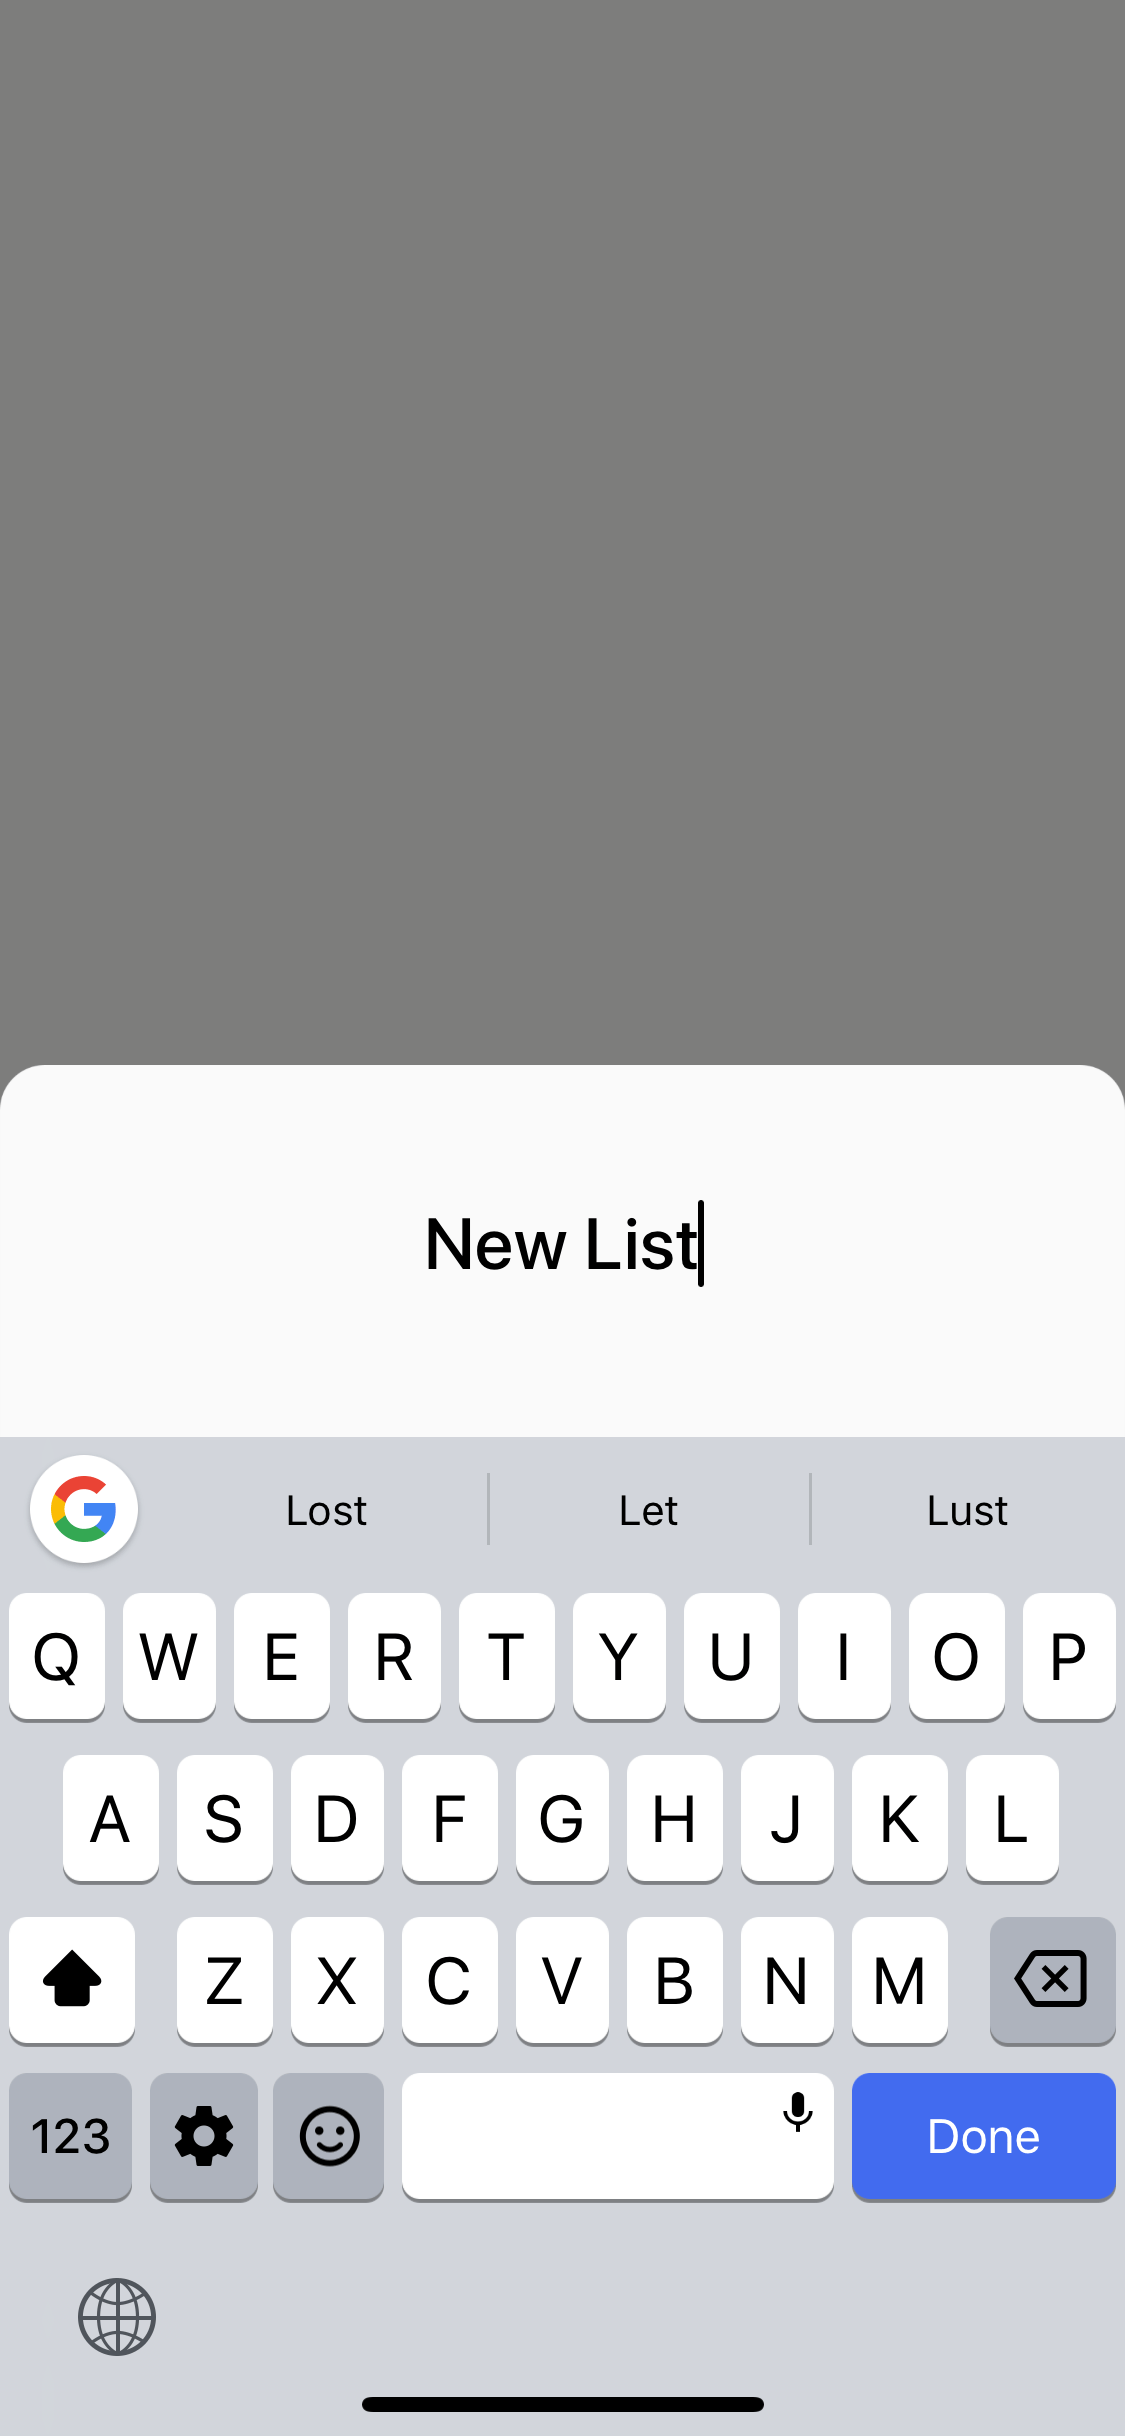 New List
Lost Let Lust
Q W E R T Y U I O P
A S D F G H J K L
Z X C V B N M
123 Done